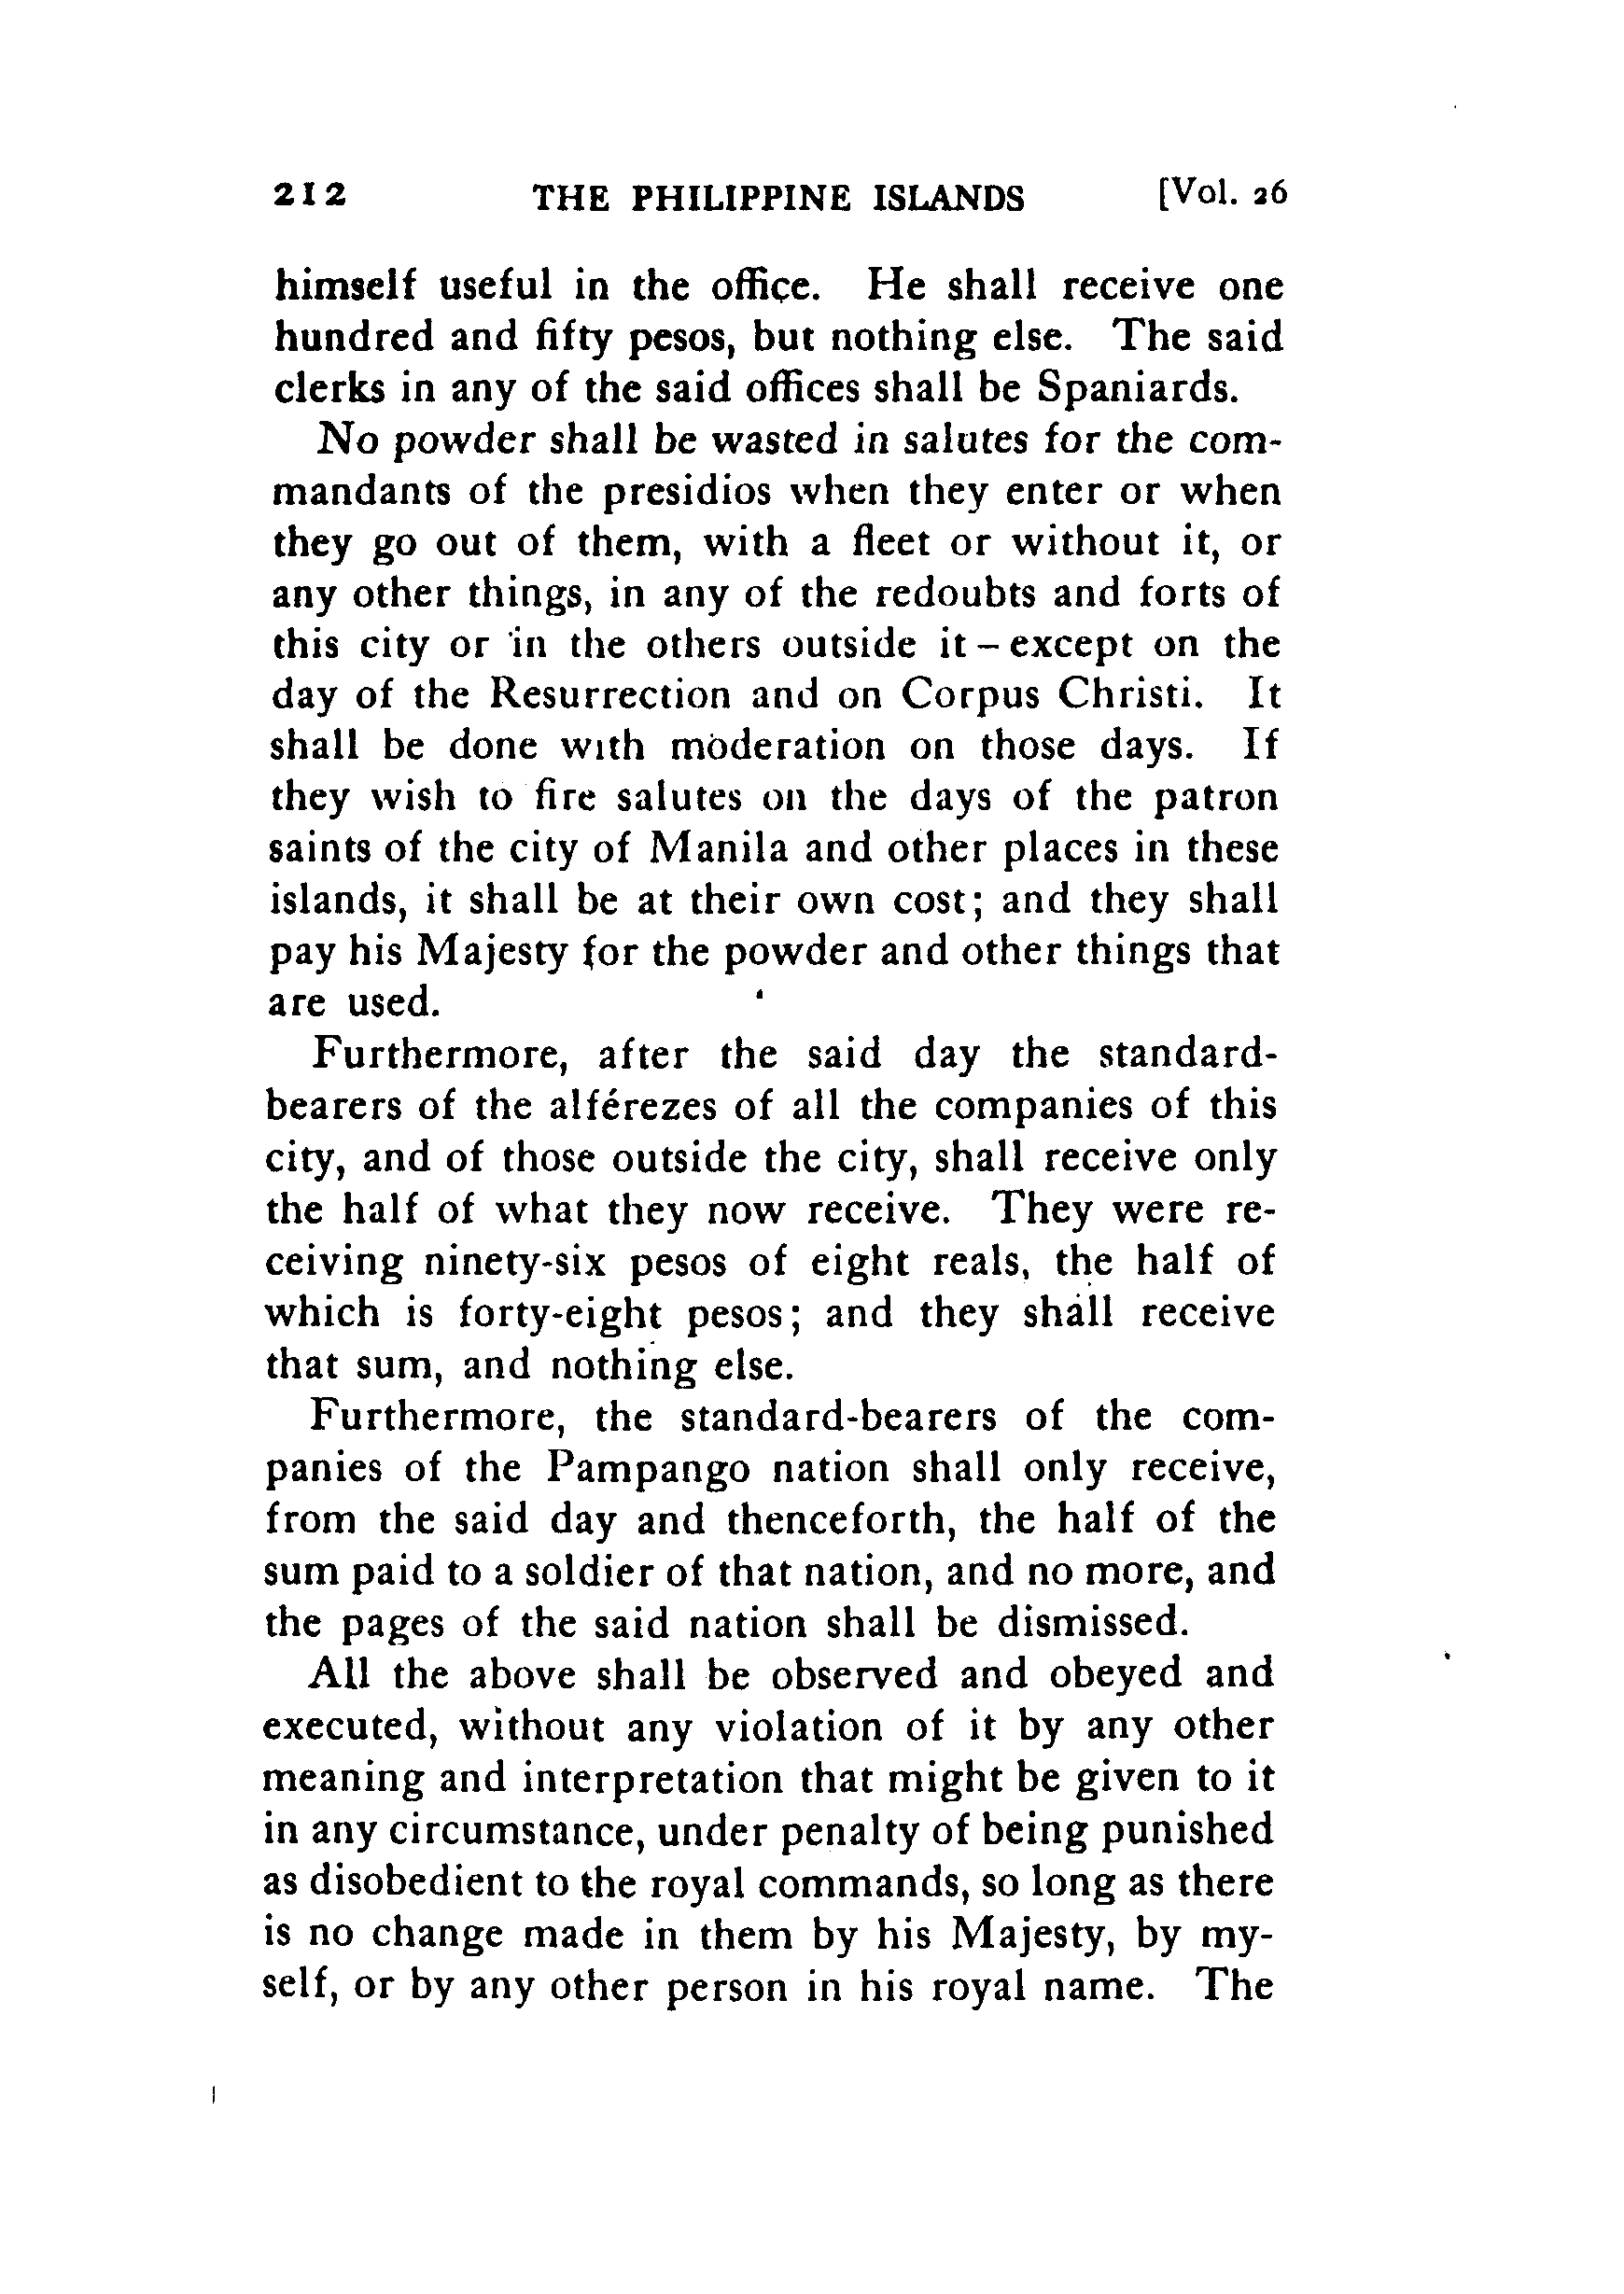 212 THE PHILIPPINE ISLANDS [Vol. 26
himself useful in the office. He shall receive one
hundred and fifty pesos, but nothing else. The said
clerks in any of the said offices shall be Spaniards.
No powder shall be wasted in salutes for the com-
mandants of the presidios when they enter or when
they go out of them, with a fleet or without it, or
any other things, in any of the redoubts and forts of
this city or in the others outside it – except on the
day of the Resurrection and on Corpus Christi. It
shall be done with moderation on those days. If
they wish to fire salutes on the days of the patron
saints of the city of Manila and other places in these
islands, it shall be at their own cost; and they shall
pay his Majesty for the powder and other things that
are used.
Furthermore, after the said day the standard-
bearers of the alférezes of all the companies of this
city, and of those outside the city, shall receive only
the half of what they now receive. They were re-
ceiving ninety-six pesos of eight reals, the half of
which is forty-eight pesos; and they shall receive
that sum, and nothing else.
Furthermore, the standard-bearers of the com-
panies of the Pampango nation shall only receive,
from the said day and thenceforth, the half of the
sum paid to a soldier of that nation, and no more, and
the pages of the said nation shall be dismissed.
All the above shall be observed and obeyed and
executed, without any violation of it by any other
meaning and interpretation that might be given to it
in any circumstance, under penalty of being punished
as disobedient to the royal commands, so long as there
is no change made in them by his Majesty, by my-
self, or by any other person in his royal name. The